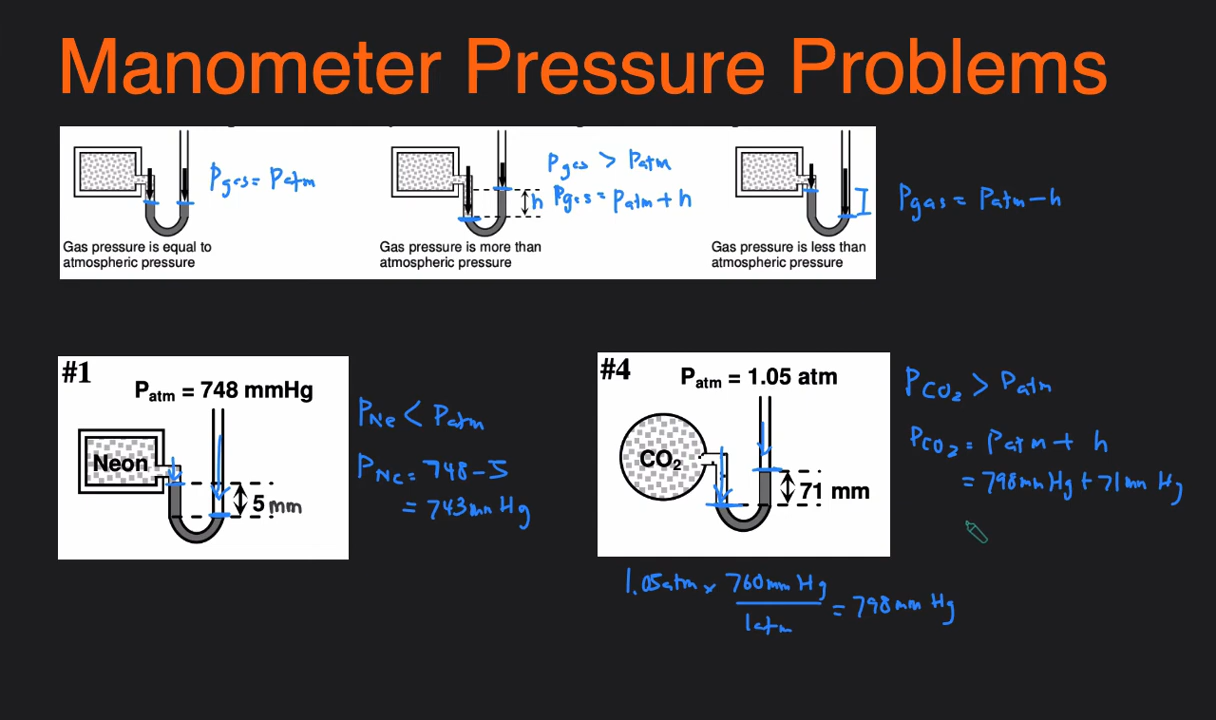 Manometer Pressure Problems
Pgas = Patm
Gas pressure is equal to
atmospheric pressure
Pgas > Patm
h Pgas = Patm + h
Gas pressure is more than
atmospheric pressure
Pgas = Patm - h
Gas pressure is less than
atmospheric pressure
#1
Patm = 748 mmHg
Neon
5 mm
PNe < Patm
PNe = 748 - 5
= 743 mm Hg
#4
Patm = 1.05 atm
CO2
71 mm
PCO2 > Patm
PCO2 = Patm + h
= 798 mm Hg + 71 mm Hg
1.05 atm x 760 mm Hg
1 atm
= 798 mm Hg